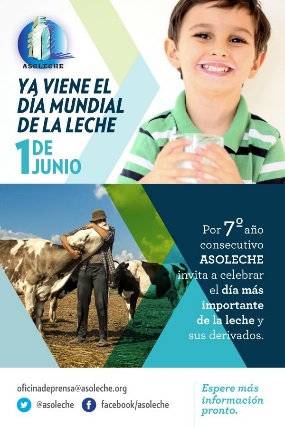 ASOLECHE
YA VIENE EL
DÍA MUNDIAL
DE LA LECHE
1 DE
JUNIO
Por 7º año
consecutivo
ASOLECHE
invita a celebrar
el día más
importante
de la leche y
sus derivados.
oficinadeprensa@asoleche.org
@asoleche facebook/asoleche
Espere más
información
pronto.